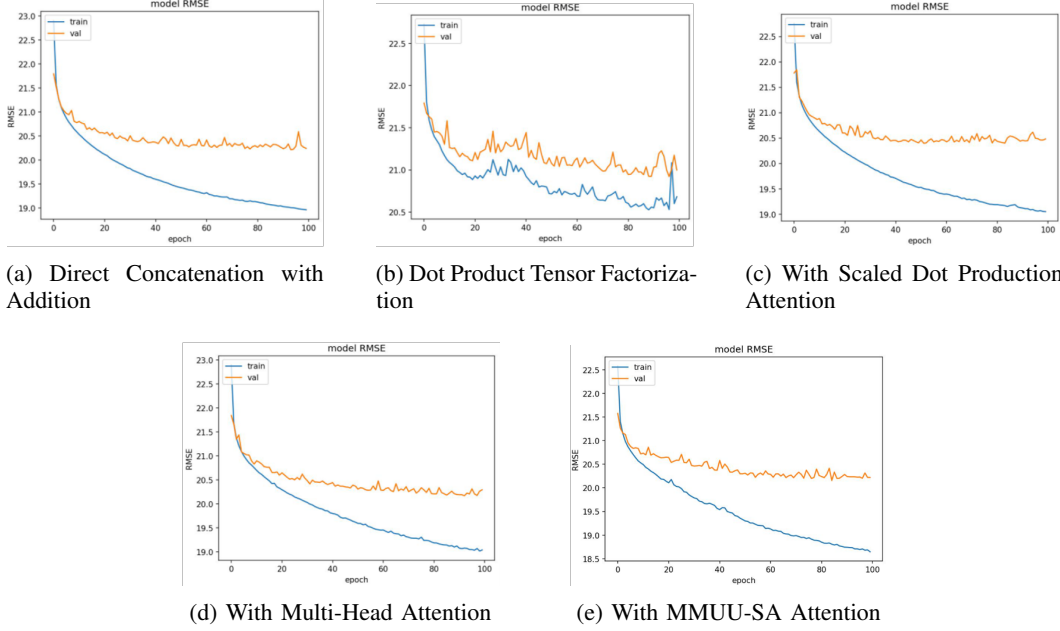 model RMSE
23.0
22.5
22.0
21.5
21.0
20.5
20.0
19.5
19.0
RMSE
train
val
0 20 40 60 80 100
epoch
(a) Direct Concatenation with
Addition
model RMSE
22.5
22.0
21.5
21.0
20.5
RMSE
train
val
0 20 40 60 80 100
epoch
(b) Dot Product Tensor Factoriza-
tion
model RMSE
22.5
22.0
21.5
21.0
20.5
20.0
19.5
19.0
RMSE
train
val
0 20 40 60 80 100
epoch
(c) With Scaled Dot Production
Attention
model RMSE
23.0
22.5
22.0
21.5
21.0
20.5
20.0
19.5
19.0
RMSE
train
val
0 20 40 60 80 100
epoch
(d) With Multi-Head Attention
model RMSE
22.5
22.0
21.5
21.0
20.5
20.0
19.5
19.0
18.5
RMSE
train
val
0 20 40 60 80 100
epoch
(e) With MMUU-SA Attention